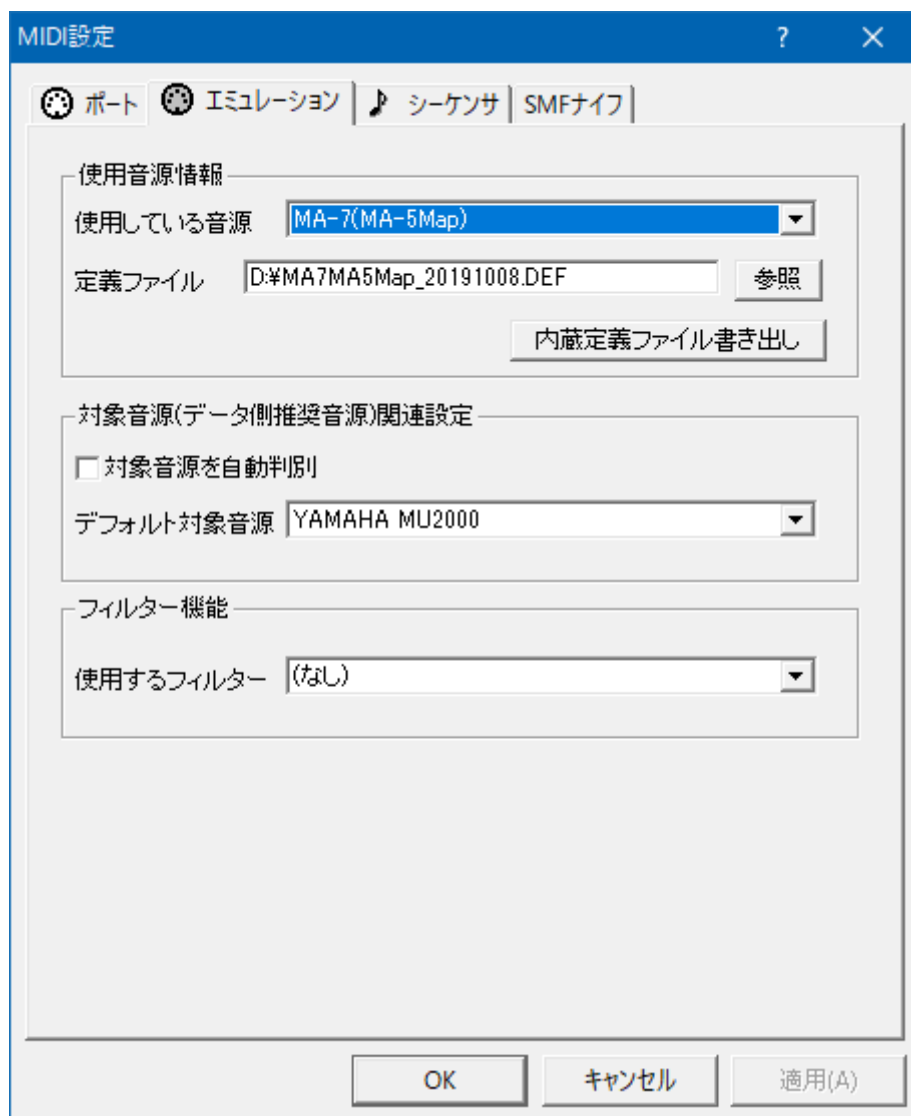 MIDI設定
ポート エミュレーション シーケンサ SMFナイフ
使用音源情報
使用している音源 MA-7(MA-5Map)
定義ファイル D:¥MA7MA5Map_20191008.DEF 参照
内蔵定義ファイル書き出し
対象音源(データ側推奨音源)関連設定
対象音源を自動判別
デフォルト対象音源 YAMAHA MU2000
フィルター機能
使用するフィルター (なし)
OK キャンセル 適用(A)